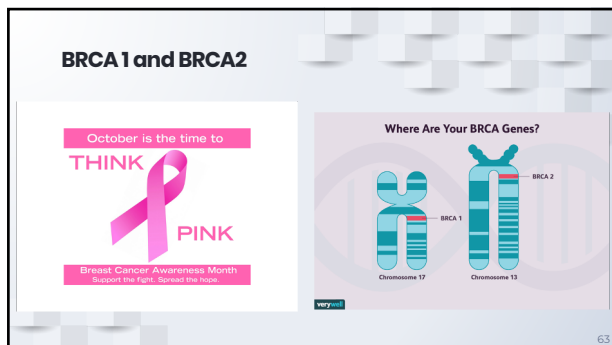 BRCA 1 and BRCA2
October is the time to
THINK
PINK
Breast Cancer Awareness Month
Support the fight. Spread the hope.
Where Are Your BRCA Genes?
BRCA 2
BRCA 1
Chromosome 17
Chromosome 13
verywell
63